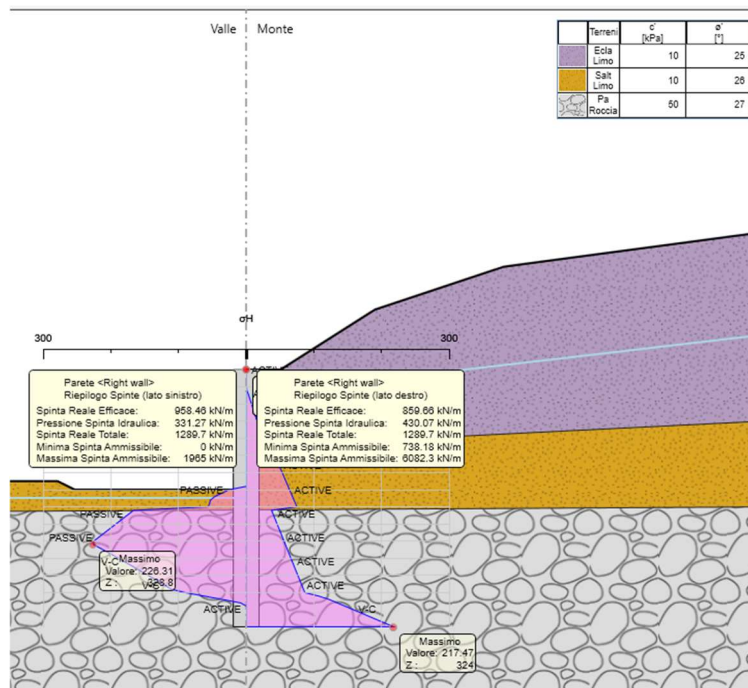 Valle Monte
Terreni c' ø'
[kPa] [°]
Ecla
Limo 10 25
Salt
Limo 10 26
Pa
Roccia 50 27
σH
300 300
Parete <Right wall>
Riepilogo Spinte (lato sinistro)
Spinta Reale Efficace: 958.46 kN/m
Pressione Spinta Idraulica: 331.27 kN/m
Spinta Reale Totale: 1289.7 kN/m
Minima Spinta Ammissibile: 0 kN/m
Massima Spinta Ammissibile: 1965 kN/m
Parete <Right wall>
Riepilogo Spinte (lato destro)
Spinta Reale Efficace: 859.66 kN/m
Pressione Spinta Idraulica: 430.07 kN/m
Spinta Reale Totale: 1289.7 kN/m
Minima Spinta Ammissibile: 738.18 kN/m
Massima Spinta Ammissibile: 6082.3 kN/m
PASSIVE ACTIVE
PASSIVE ACTIVE
PASSIVE ACTIVE
V-C ACTIVE
Massimo
Valore: 226.31
Z : 328.8
V-C ACTIVE
ACTIVE V-C
Massimo
Valore: 217.47
Z : 324